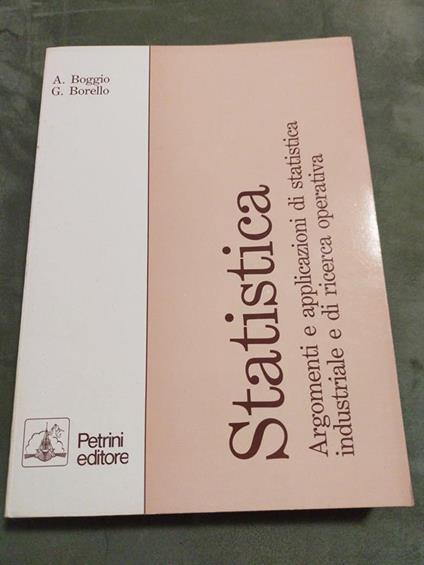 A. Boggio
G. Borello
Statistica
Argomenti e applicazioni di statistica
industriale e di ricerca operativa
Petrini
editore